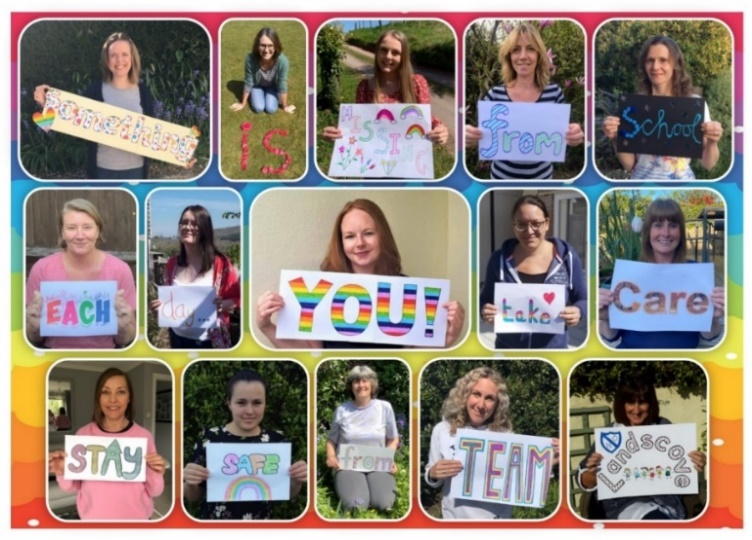 Something
is
MISSING
from
School
EACH
day...
YOU!
take
Care
STAY
SAFE
from
TEAM
Landscove